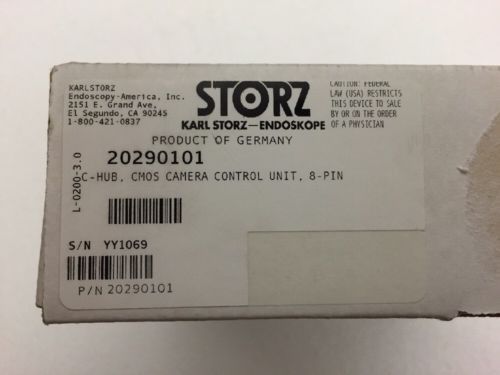 KARL STORZ
Endoscopy-America, Inc.
2151 E. Grand Ave,
El Segundo, CA 90245
1-800-421-0837
STORZ
KARL STORZ—ENDOSKOPE
CAUTION: FEDERAL
LAW (USA) RESTRICTS
THIS DEVICE TO SALE
BY OR ON THE ORDER
OF A PHYSICIAN
PRODUCT OF GERMANY
L-0200-3.0
20290101
C-HUB, CMOS CAMERA CONTROL UNIT, 8-PIN
S/N YY1069
P/N 20290101